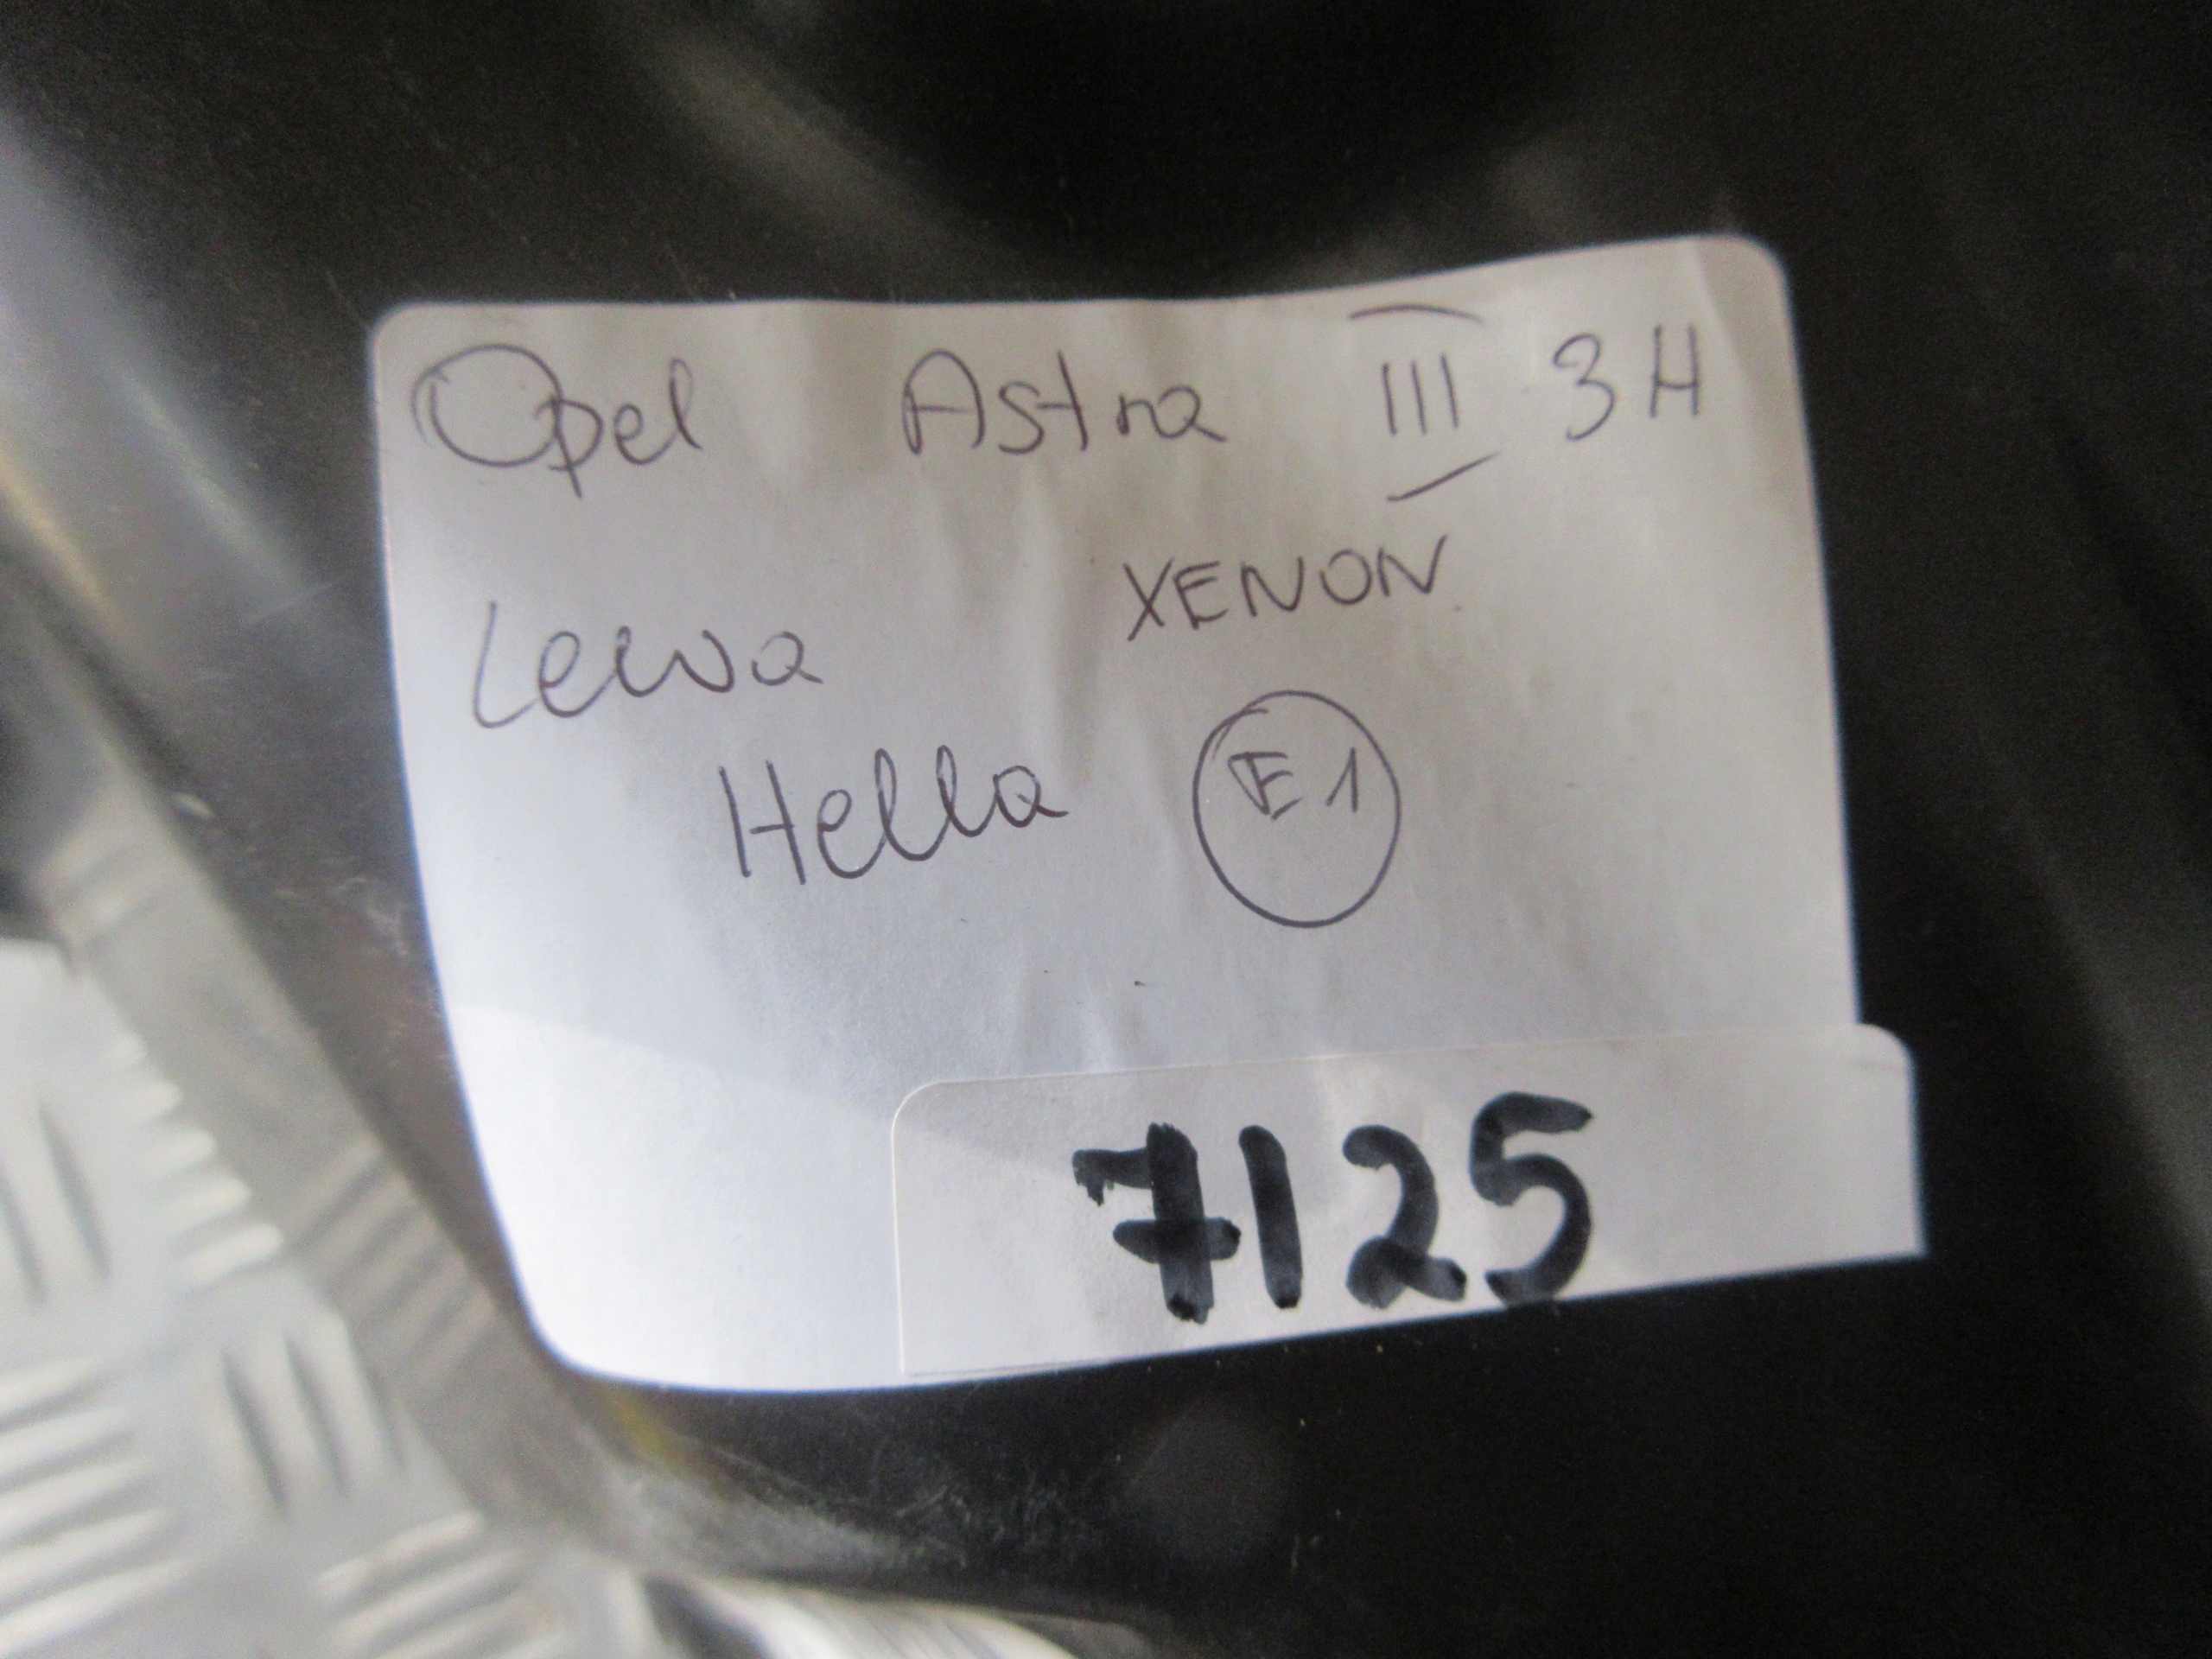 Opel Astra III 3H
Lewa XENON
Hella E1
7125